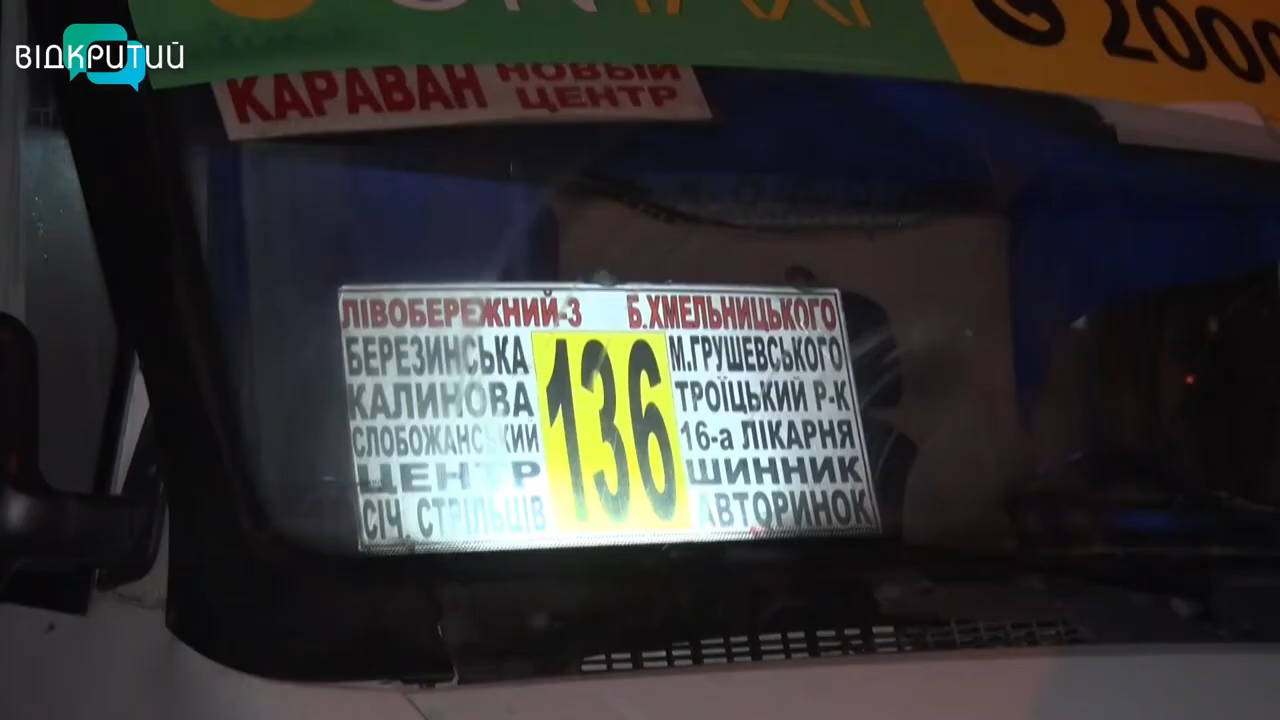 ВІДКРИТИЙ
2000
КАРАВАН НОВЫЙ ЦЕНТР
ЛІВОБЕРЕЖНИЙ-3 Б.ХМЕЛЬНИЦЬКОГО
136
БЕРЕЗИНСЬКА М.ГРУШЕВСЬКОГО
КАЛИНОВА ТРОЇЦЬКИЙ Р-К
СЛОБОЖАНСЬКИЙ 16-а ЛІКАРНЯ
ЦЕНТР ШИННИК
СІЧ. СТРІЛЬЦІВ АВТОРИНОК